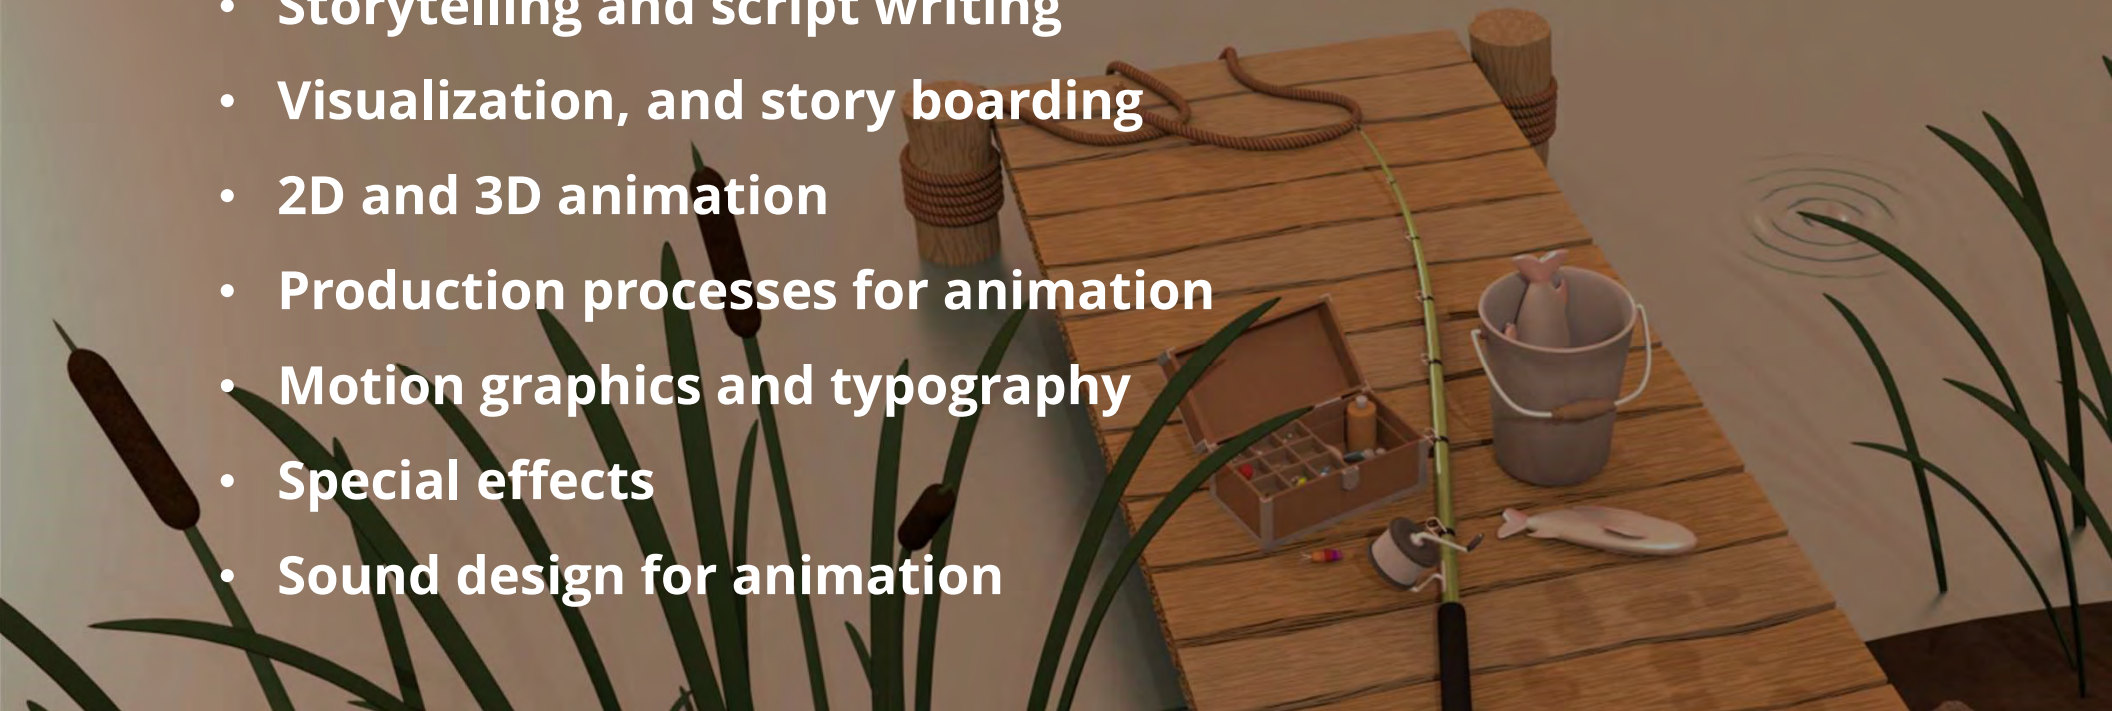 • Storytelling and script writing
• Visualization, and story boarding
• 2D and 3D animation
• Production processes for animation
• Motion graphics and typography
• Special effects
• Sound design for animation